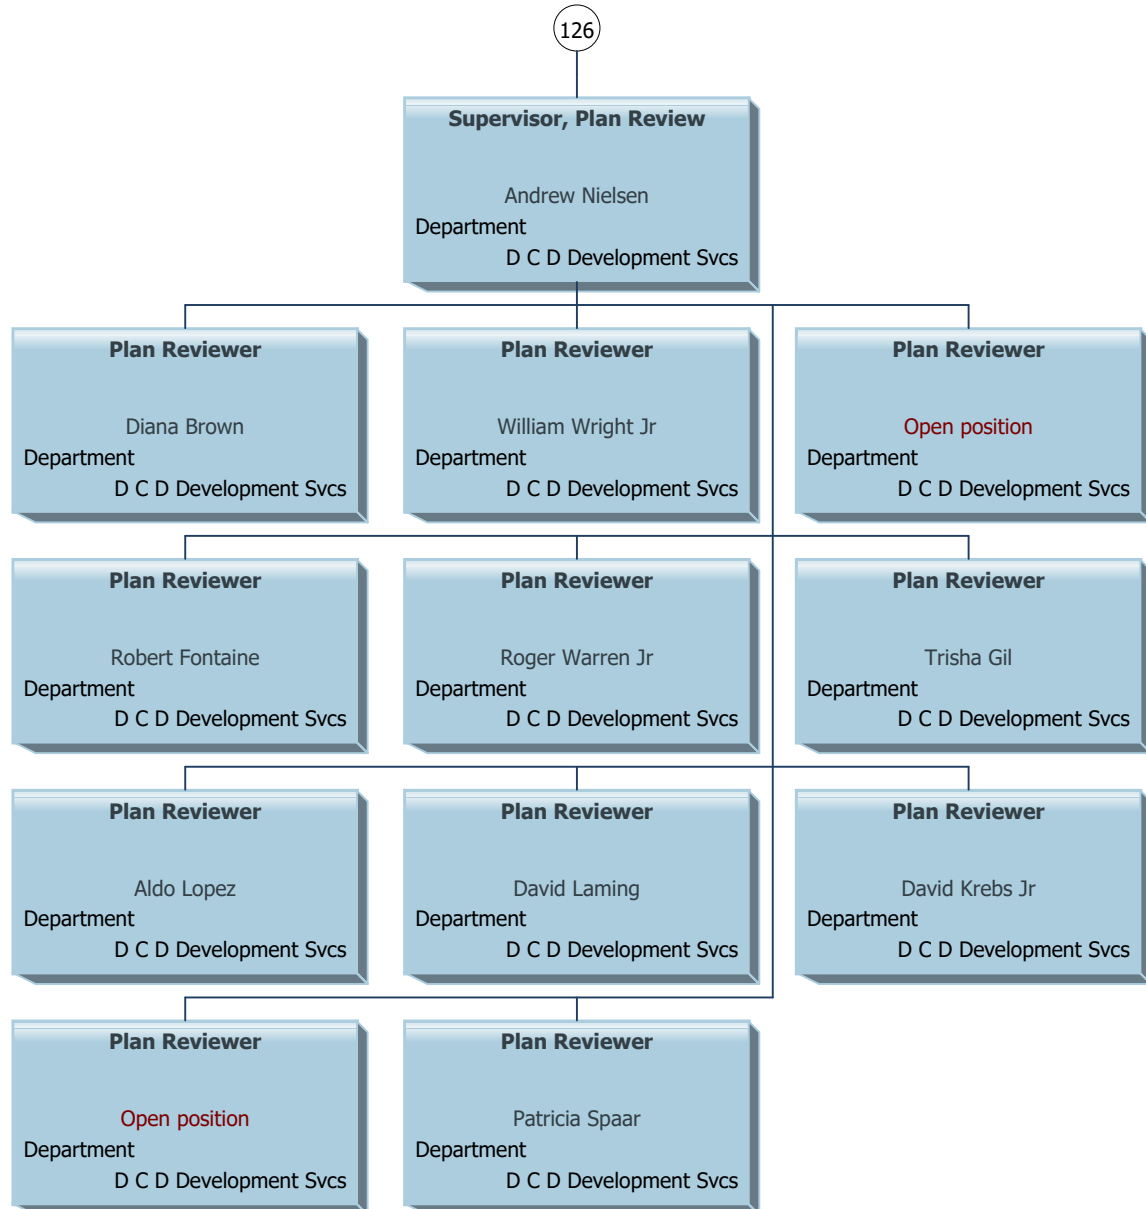 126
Supervisor, Plan Review
Andrew Nielsen
Department
D C D Development Svcs
Plan Reviewer
Diana Brown
Department
D C D Development Svcs
Plan Reviewer
William Wright Jr
Department
D C D Development Svcs
Plan Reviewer
Open position
Department
D C D Development Svcs
Plan Reviewer
Robert Fontaine
Department
D C D Development Svcs
Plan Reviewer
Roger Warren Jr
Department
D C D Development Svcs
Plan Reviewer
Trisha Gil
Department
D C D Development Svcs
Plan Reviewer
Aldo Lopez
Department
D C D Development Svcs
Plan Reviewer
David Laming
Department
D C D Development Svcs
Plan Reviewer
David Krebs Jr
Department
D C D Development Svcs
Plan Reviewer
Open position
Department
D C D Development Svcs
Plan Reviewer
Patricia Spaar
Department
D C D Development Svcs